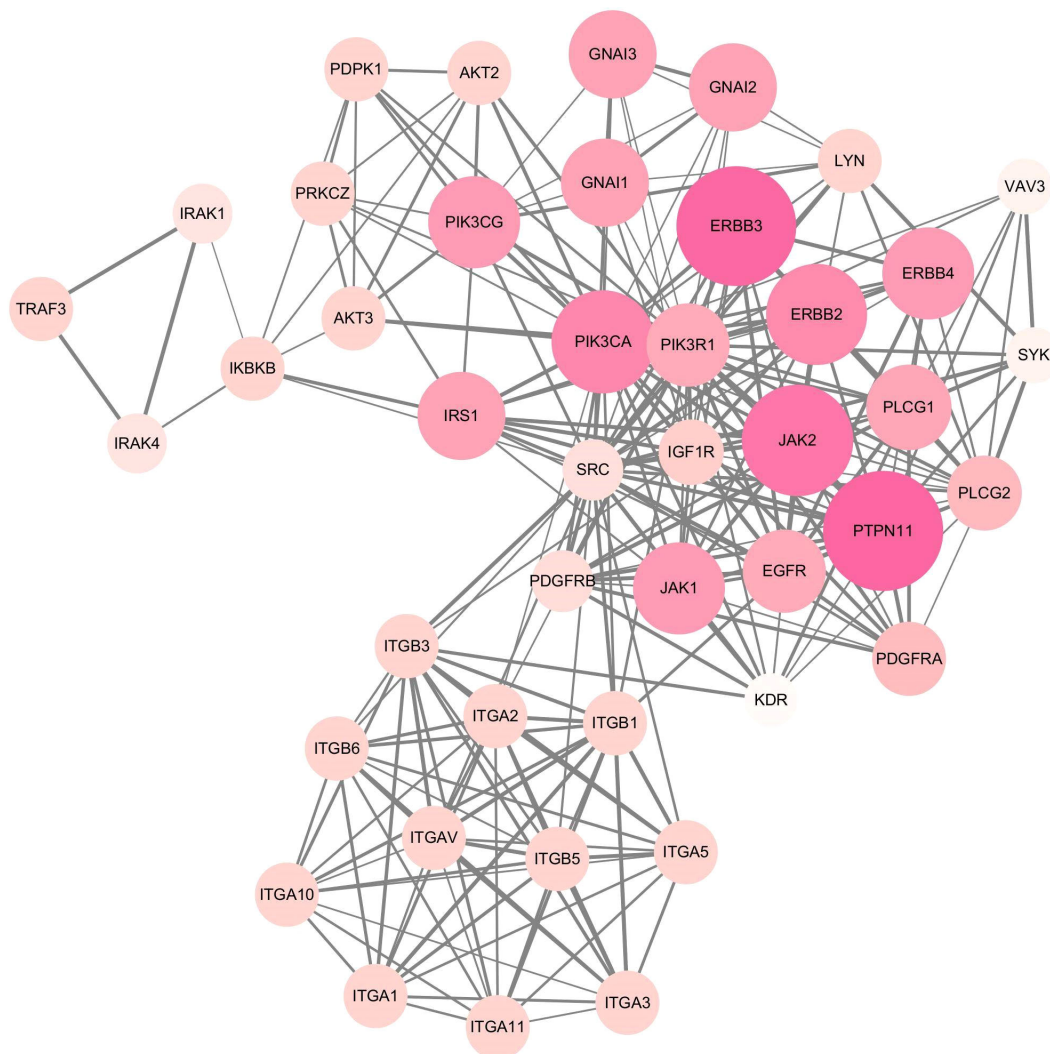 GNAI3
PDPK1
AKT2
GNAI2
LYN
GNAI1
VAV3
PRKCZ
IRAK1
PIK3CG
ERBB3
ERBB4
TRAF3
AKT3
ERBB2
PIK3CA
PIK3R1
SYK
IKBKB
PLCG1
IRS1
IRAK4
JAK2
IGF1R
SRC
PLCG2
PTPN11
EGFR
PDGFRB
JAK1
ITGB3
PDGFRA
KDR
ITGA2
ITGB1
ITGB6
ITGAV
ITGB5
ITGA5
ITGA10
ITGA1
ITGA3
ITGA11